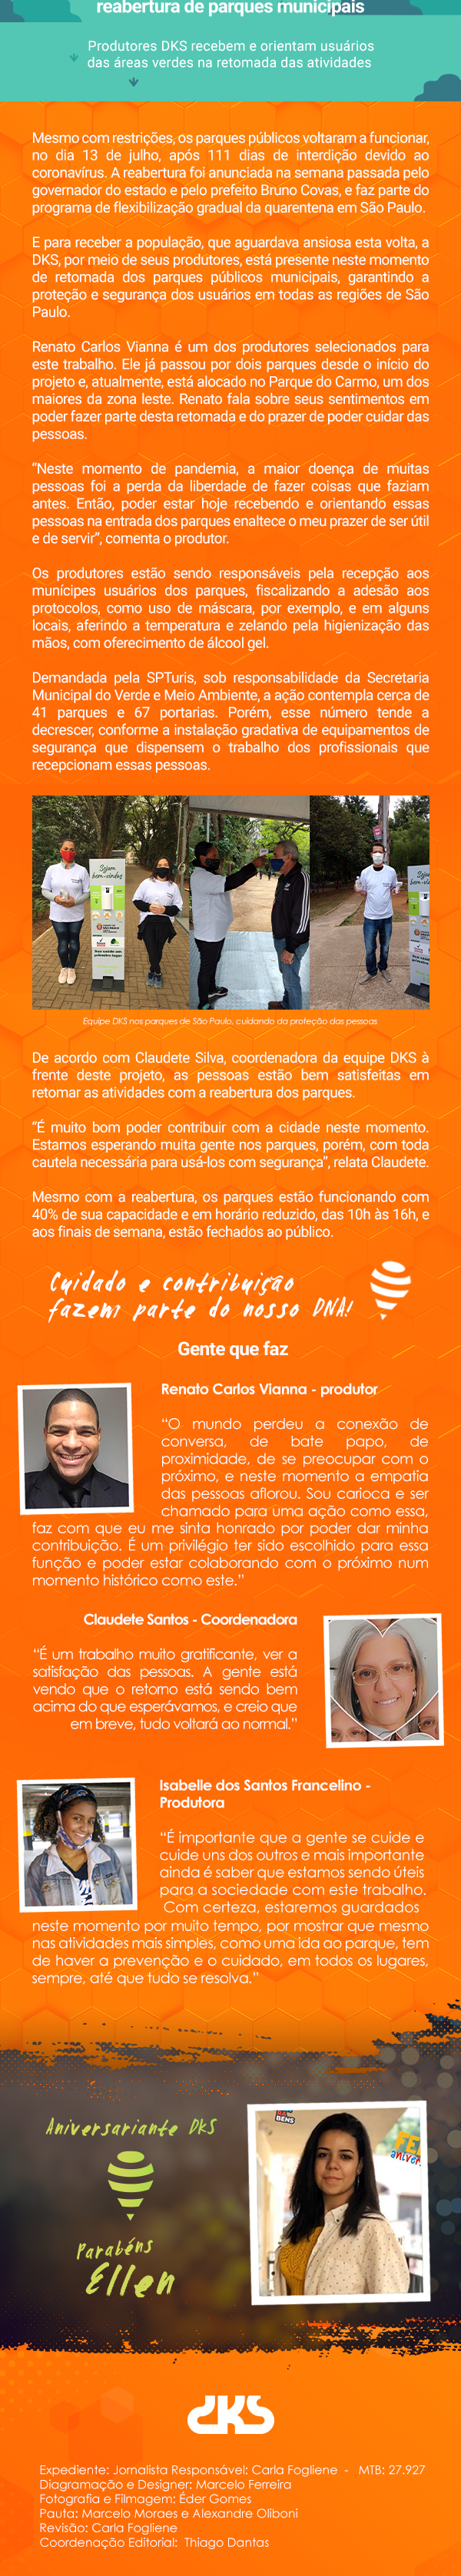 reabertura de parques municipais
Produtores DKS recebem e orientam usuários
das áreas verdes na retomada das atividades
Mesmo com restrições, os parques públicos voltaram a funcionar,
no dia 13 de julho, após 111 dias de interdição devido ao
coronavírus. A reabertura foi anunciada na semana passada pelo
governador do estado e pelo prefeito Bruno Covas, e faz parte do
programa de flexibilização gradual da quarentena em São Paulo.
E para receber a população, que aguardava ansiosa esta volta, a
DKS, por meio de seus produtores, está presente neste momento
de retomada dos parques públicos municipais, garantindo a
proteção e segurança dos usuários em todas as regiões de São
Paulo.
Renato Carlos Vianna é um dos produtores selecionados para
este trabalho. Ele já passou por dois parques desde o início do
projeto e, atualmente, está alocado no Parque do Carmo, um dos
maiores da zona leste. Renato fala sobre seus sentimentos em
poder fazer parte desta retomada e do prazer de poder cuidar das
pessoas.
“Neste momento de pandemia, a maior doença de muitas
pessoas foi a perda da liberdade de fazer coisas que faziam
antes. Então, poder estar hoje recebendo e orientando essas
pessoas na entrada dos parques enaltece o meu prazer de ser útil
e de servir”, comenta o produtor.
Os produtores estão sendo responsáveis pela recepção aos
munícipes usuários dos parques, fiscalizando a adesão aos
protocolos, como uso de máscara, por exemplo, e em alguns
locais, aferindo a temperatura e zelando pela higienização das
mãos, com oferecimento de álcool gel.
Demandada pela SPTuris, sob responsabilidade da Secretaria
Municipal do Verde e Meio Ambiente, a ação contempla cerca de
41 parques e 67 portarias. Porém, esse número tende a
decrescer, conforme a instalação gradativa de equipamentos de
segurança que dispensem o trabalho dos profissionais que
recepcionam essas pessoas.
Sejam
bem-vindos
Equipe DKS nos parques de São Paulo, cuidando da proteção das pessoas
De acordo com Claudete Silva, coordenadora da equipe DKS à
frente deste projeto, as pessoas estão bem satisfeitas em
retomar as atividades com a reabertura dos parques.
“É muito bom poder contribuir com a cidade neste momento.
Estamos esperando muita gente nos parques, porém, com toda
cautela necessária para usá-los com segurança”, relata Claudete.
Mesmo com a reabertura, os parques estão funcionando com
40% de sua capacidade e em horário reduzido, das 10h às 16h, e
aos finais de semana, estão fechados ao público.
Cuidado e contribuição
fazem parte do nosso DNA!
Gente que faz
Renato Carlos Vianna - produtor
“O mundo perdeu a conexão de
conversa, de bate papo, de
proximidade, de se preocupar com o
próximo, e neste momento a empatia
das pessoas aflorou. Sou carioca e ser
chamado para uma ação como essa,
faz com que eu me sinta honrado por poder dar minha
contribuição. É um privilégio ter sido escolhido para essa
função e poder estar colaborando com o próximo num
momento histórico como este.”
Claudete Santos - Coordenadora
“É um trabalho muito gratificante, ver a
satisfação das pessoas. A gente está
vendo que o retorno está sendo bem
acima do que esperávamos, e creio que
em breve, tudo voltará ao normal.”
Isabelle dos Santos Francelino -
Produtora
“É importante que a gente se cuide e
cuide uns dos outros e mais importante
ainda é saber que estamos sendo úteis
para a sociedade com este trabalho.
Com certeza, estaremos guardados
neste momento por muito tempo, por mostrar que mesmo
nas atividades mais simples, como uma ida ao parque, tem
de haver a prevenção e o cuidado, em todos os lugares,
sempre, até que tudo se resolva.”
Aniversariante DKS
BENS
Parabéns
Ellen
DKS
Expediente: Jornalista Responsável: Carla Fogliene - MTB: 27.927
Diagramação e Designer: Marcelo Ferreira
Fotografia e Filmagem: Éder Gomes
Pauta: Marcelo Moraes e Alexandre Oliboni
Revisão: Carla Fogliene
Coordenação Editorial: Thiago Dantas